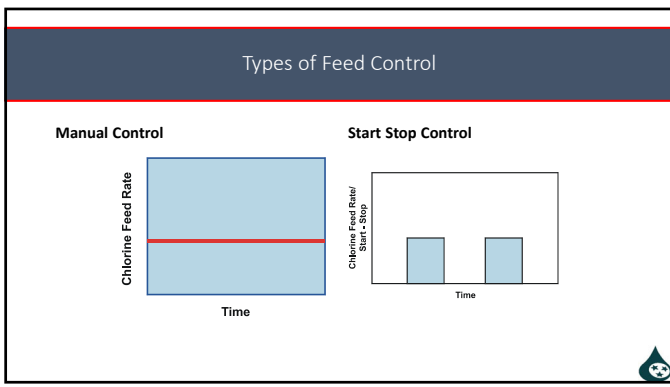 Types of Feed Control
Manual Control
Chlorine Feed Rate
Time
Start Stop Control
Chlorine Feed Rate/
Start - Stop
Time